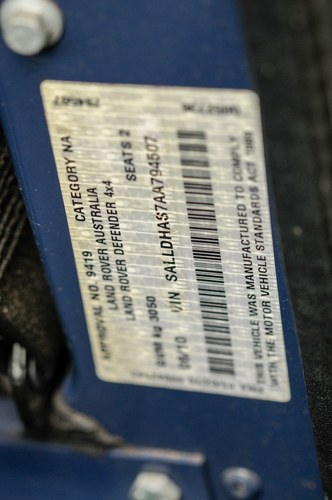 794507
APPROVAL NO. 9419 CATEGORY NA
LAND ROVER AUSTRALIA
LAND ROVER DEFENDER 4x4
SEATS 2
GVM kg 3050
VIN SALLDHAS7AA794507
06/10
THIS VEHICLE WAS MANUFACTURED TO COMPLY
WITH THE MOTOR VEHICLE STANDARDS ACT 1989